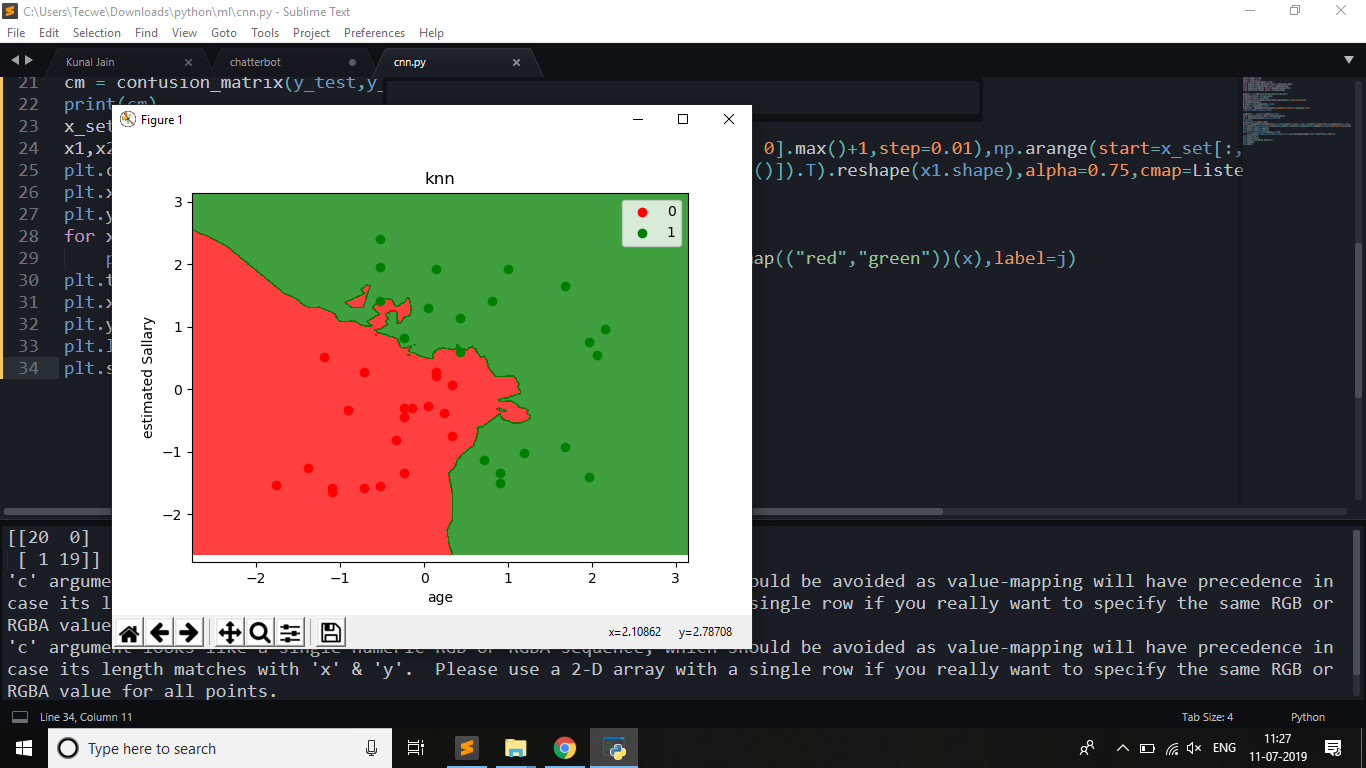 C:\Users\Tecwe\Downloads\python\ml\cnn.py - Sublime Text
File Edit Selection Find View Goto Tools Project Preferences Help
Kunal Jain
chatterbot
cnn.py
21 cm = confusion_matrix(y_test,y_
22 print(cm)
23 x_set
24 x1,x2 0].max()+1,step=0.01),np.arange(start=x_set[:,
25 plt.c ()]).T).reshape(x1.shape),alpha=0.75,cmap=Liste
26 plt.x
27 plt.y
28 for x
29 p ap(("red","green"))(x),label=j)
30 plt.t
31 plt.x
32 plt.y
33 plt.l
34 plt.s
Figure 1
knn
0
1
3
2
1
0
−1
−2
estimated Sallary
−2 −1 0 1 2 3
age
x=2.10862 y=2.78708
[[20 0]
[ 1 19]]
'c' argume ould be avoided as value-mapping will have precedence in
case its l single row if you really want to specify the same RGB or
RGBA value
'c' argument looks like a single numeric RGB or RGBA sequence, which should be avoided as value-mapping will have precedence in
case its length matches with 'x' & 'y'. Please use a 2-D array with a single row if you really want to specify the same RGB or
RGBA value for all points.
Line 34, Column 11
Tab Size: 4
Python
Type here to search
ENG
11:27
11-07-2019